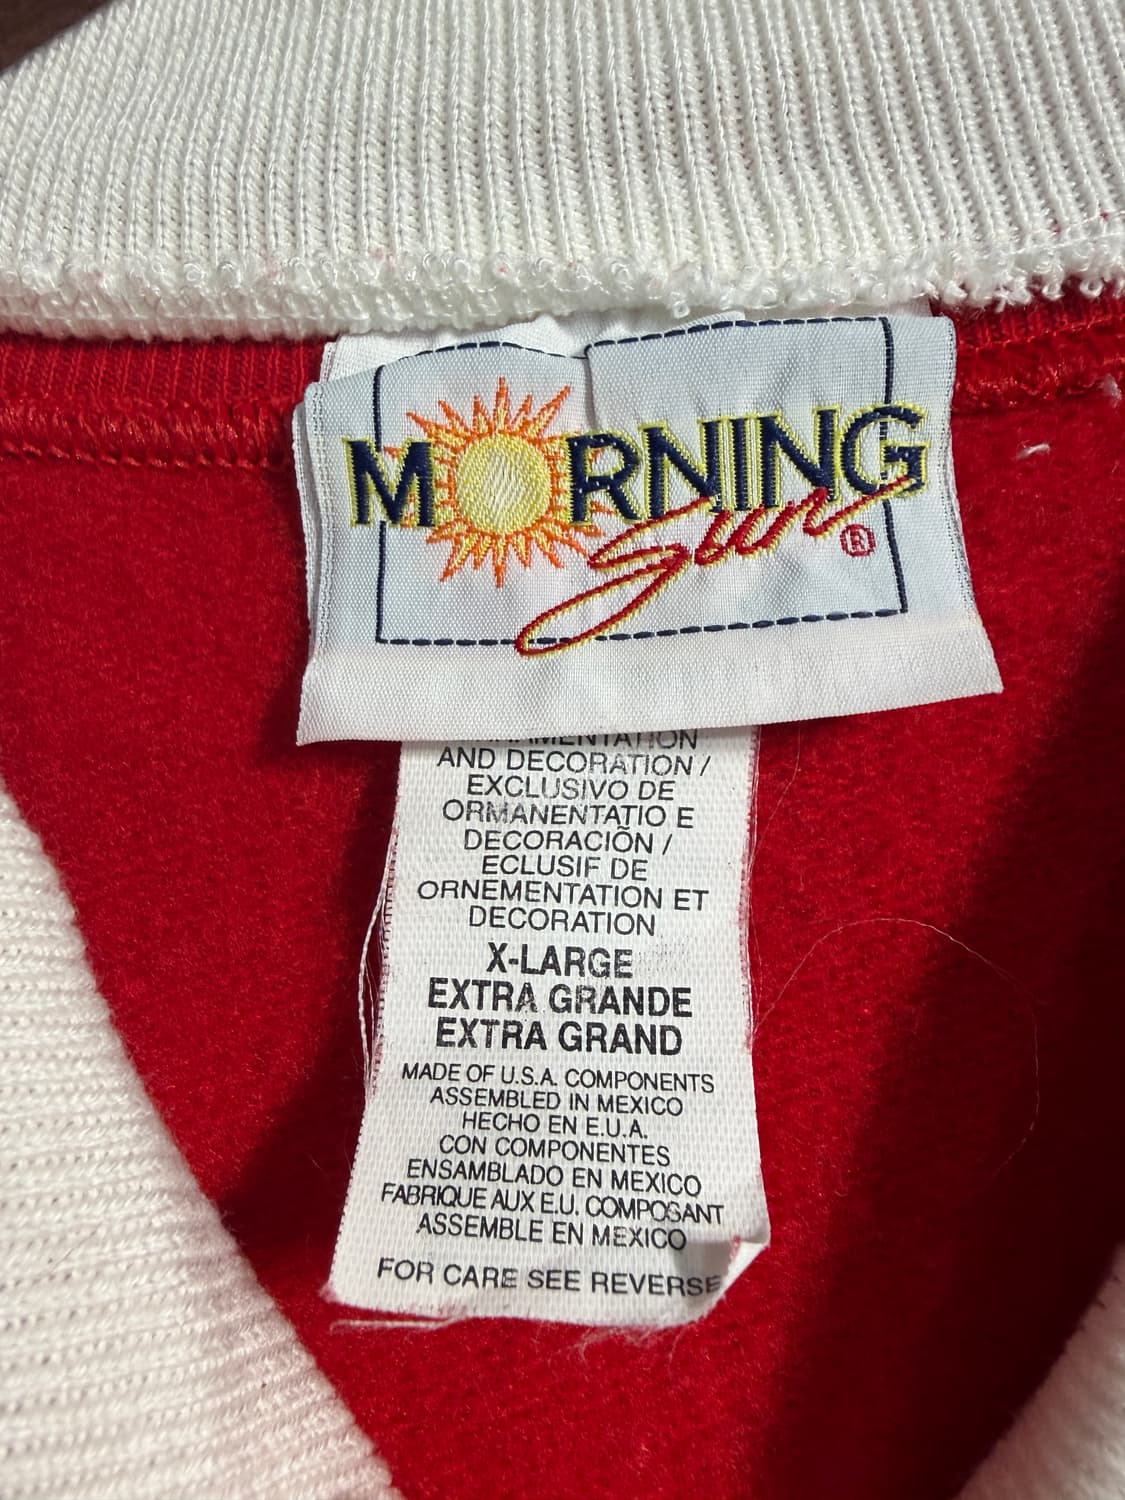 MORNING
Sun ®
AND DECORATION /
EXCLUSIVO DE
ORMANENTATIO E
DECORACIÕN /
ECLUSIF DE
ORNEMENTATION ET
DECORATION
X-LARGE
EXTRA GRANDE
EXTRA GRAND
MADE OF U.S.A. COMPONENTS
ASSEMBLED IN MEXICO
HECHO EN E.U.A.
CON COMPONENTES
ENSAMBLADO EN MEXICO
FABRIQUE AUX E.U. COMPOSANT
ASSEMBLE EN MEXICO
FOR CARE SEE REVERSE